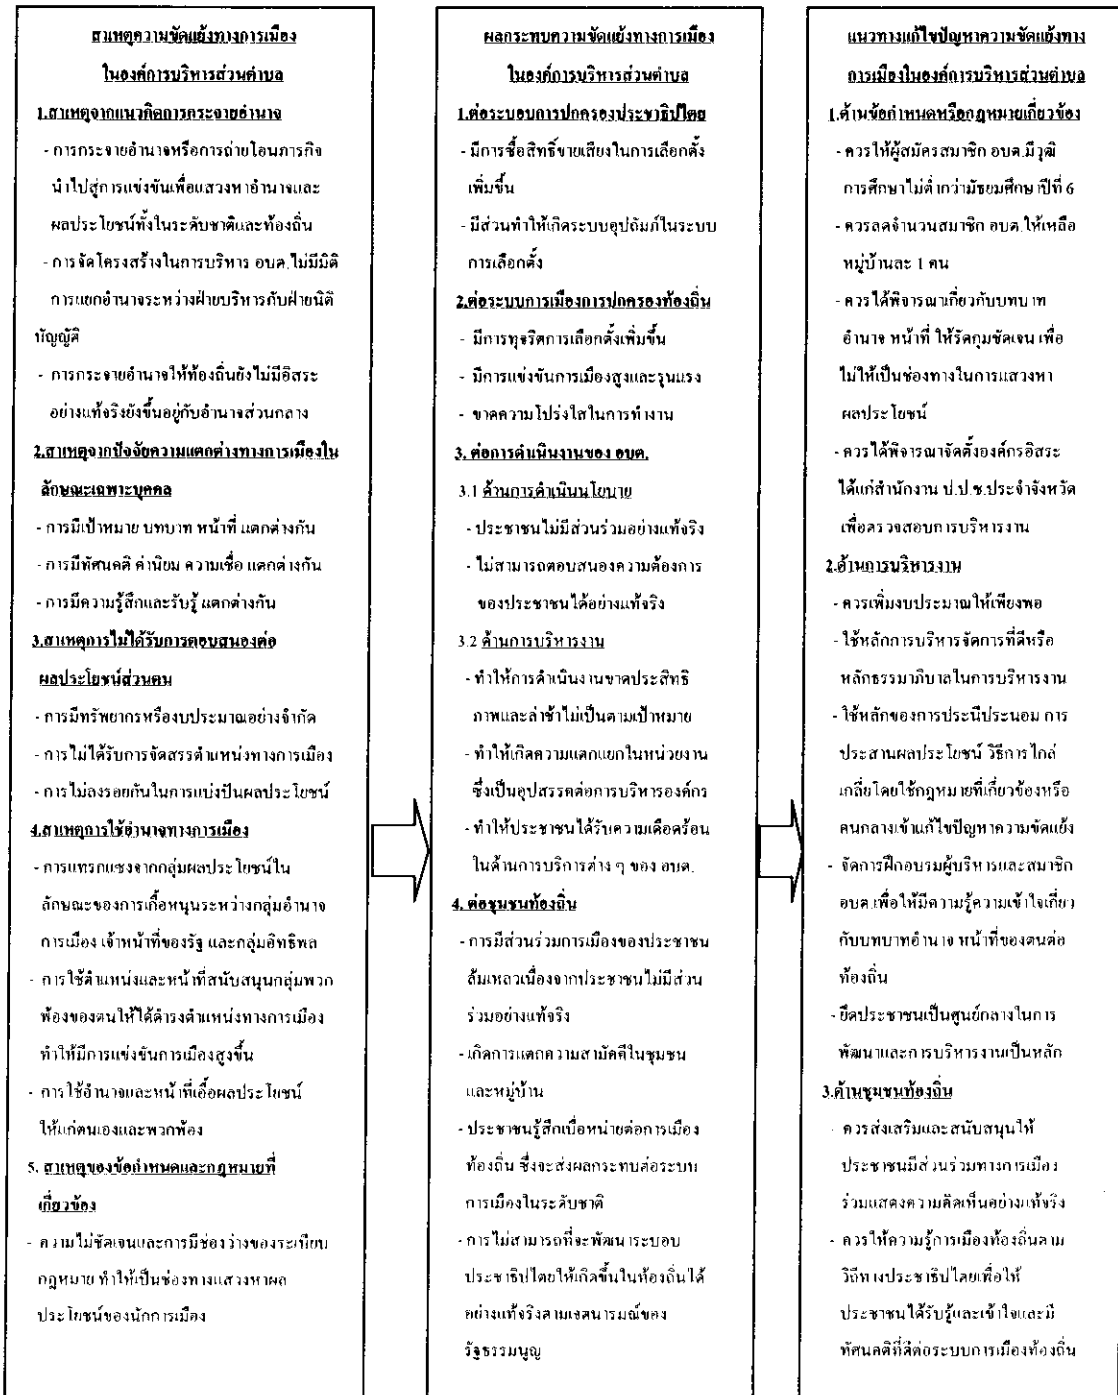 สาเหตุความขัดแย้งทางการเมือง
ในองค์การบริหารส่วนตำบล
1.สาเหตุจากแนวคิดการกระจายอำนาจ
- การกระจายอำนาจหรือการถ่ายโอนภารกิจ
นำไปสู่การแข่งขันเพื่อแสวงหาอำนาจและ
ผลประโยชน์ทั้งในระดับชาติและท้องถิ่น
- การจัดโครงสร้างในการบริหาร อบต.ไม่มีมิติ
การแยกอำนาจระหว่างฝ่ายบริหารกับฝ่ายนิติ
บัญญัติ
- การกระจายอำนาจให้ท้องถิ่นยังไม่มีอิสระ
อย่างแท้จริงยังขึ้นอยู่กับอำนาจส่วนกลาง
2.สาเหตุจากปัจจัยความแตกต่างทางการเมืองใน
ลักษณะเฉพาะบุคคล
- การมีเป้าหมาย บทบาท หน้าที่ แตกต่างกัน
- การมีทัศนคติ ค่านิยม ความเชื่อ แตกต่างกัน
- การมีความรู้สึกและรับรู้ แตกต่างกัน
3.สาเหตุการไม่ได้รับการตอบสนองต่อ
ผลประโยชน์ส่วนตน
- การมีทรัพยากรหรืองบประมาณอย่างจำกัด
- การไม่ได้รับการจัดสรรตำแหน่งทางการเมือง
- การไม่ลงรอยกันในการแบ่งปันผลประโยชน์
4.สาเหตุการใช้อำนาจทางการเมือง
- การแทรกแซงจากกลุ่มผลประโยชน์ใน
ลักษณะของการเกื้อหนุนระหว่างกลุ่มอำนาจ
การเมือง เจ้าหน้าที่ของรัฐ และกลุ่มอิทธิพล
- การใช้ตำแหน่งและหน้าที่สนับสนุนกลุ่มพวก
พ้องของตนให้ได้ดำรงตำแหน่งทางการเมือง
ทำให้มีการแข่งขันการเมืองสูงขึ้น
- การใช้อำนาจและหน้าที่เอื้อผลประโยชน์
ให้แก่ตนเองและพวกพ้อง
5. สาเหตุของข้อกำหนดและกฎหมายที่
เกี่ยวข้อง
- ความไม่ชัดเจนและการมีช่องว่างของระเบียบ
กฎหมาย ทำให้เป็นช่องทางแสวงหาผล
ประโยชน์ของนักการเมือง
ผลกระทบความขัดแย้งทางการเมือง
ในองค์การบริหารส่วนตำบล
1.ต่อระบอบการปกครองประชาธิปไตย
- มีการซื้อสิทธิ์ขายเสียงในการเลือกตั้ง
เพิ่มขึ้น
- มีส่วนทำให้เกิดระบบอุปถัมภ์ในระบบ
การเลือกตั้ง
2.ต่อระบบการเมืองการปกครองท้องถิ่น
- มีการทุจริตการเลือกตั้งเพิ่มขึ้น
- มีการแข่งขันการเมืองสูงและรุนแรง
- ขาดความโปร่งใสในการทำงาน
3. ต่อการดำเนินงานของ อบต.
3.1 ด้านการดำเนินนโยบาย
- ประชาชนไม่มีส่วนร่วมอย่างแท้จริง
- ไม่สามารถตอบสนองความต้องการ
ของประชาชนได้อย่างแท้จริง
3.2 ด้านการบริหารงาน
- ทำให้การดำเนินงานขาดประสิทธิ
ภาพและล่าช้าไม่เป็นตามเป้าหมาย
- ทำให้เกิดความแตกแยกในหน่วยงาน
ซึ่งเป็นอุปสรรคต่อการบริหารองค์กร
- ทำให้ประชาชนได้รับความเดือดร้อน
ในด้านการบริการต่าง ๆ ของ อบต.
4. ต่อชุมชนท้องถิ่น
- การมีส่วนร่วมการเมืองของประชาชน
ล้มเหลวเนื่องจากประชาชนไม่มีส่วน
ร่วมอย่างแท้จริง
- เกิดการแตกความสามัคคีในชุมชน
และหมู่บ้าน
- ประชาชนรู้สึกเบื่อหน่ายต่อการเมือง
ท้องถิ่น ซึ่งจะส่งผลกระทบต่อระบบ
การเมืองในระดับชาติ
- การไม่สามารถที่จะพัฒนาระบอบ
ประชาธิปไตยให้เกิดขึ้นในท้องถิ่นได้
อย่างแท้จริงตามเจตนารมณ์ของ
รัฐธรรมนูญ
แนวทางแก้ไขปัญหาความขัดแย้งทาง
การเมืองในองค์การบริหารส่วนตำบล
1.ด้านข้อกำหนดหรือกฎหมายเกี่ยวข้อง
- ควรให้ผู้สมัครสมาชิก อบต.มีวุฒิ
การศึกษาไม่ต่ำกว่ามัธยมศึกษาปีที่ 6
- ควรลดจำนวนสมาชิก อบต.ให้เหลือ
หมู่บ้านละ 1 คน
- ควรได้พิจารณาเกี่ยวกับบทบาท
อำนาจ หน้าที่ ให้รัดกุมชัดเจน เพื่อ
ไม่ให้เป็นช่องทางในการแสวงหา
ผลประโยชน์
- ควรได้พิจารณาจัดตั้งองค์กรอิสระ
ได้แก่สำนักงาน ป.ป.ช.ประจำจังหวัด
เพื่อตรวจสอบการบริหารงาน
2.ด้านการบริหารงาน
- ควรเพิ่มงบประมาณให้เพียงพอ
- ใช้หลักการบริหารจัดการที่ดีหรือ
หลักธรรมาภิบาลในการบริหารงาน
- ใช้หลักของการประนีประนอม การ
ประสานผลประโยชน์ วิธีการไกล่
เกลี่ยโดยใช้กฎหมายที่เกี่ยวข้องหรือ
คนกลางเข้าแก้ไขปัญหาความขัดแย้ง
- จัดการฝึกอบรมผู้บริหารและสมาชิก
อบต.เพื่อให้มีความรู้ความเข้าใจเกี่ยว
กับบทบาทอำนาจ หน้าที่ของตนต่อ
ท้องถิ่น
- ยึดประชาชนเป็นศูนย์กลางในการ
พัฒนาและการบริหารงานเป็นหลัก
3.ด้านชุมชนท้องถิ่น
- ควรส่งเสริมและสนับสนุนให้
ประชาชนมีส่วนร่วมทางการเมือง
ร่วมแสดงความคิดเห็นอย่างแท้จริง
- ควรให้ความรู้การเมืองท้องถิ่นตาม
วิถีทางประชาธิปไตยเพื่อให้
ประชาชนได้รับรู้และเข้าใจและมี
ทัศนคติที่ดีต่อระบบการเมืองท้องถิ่น